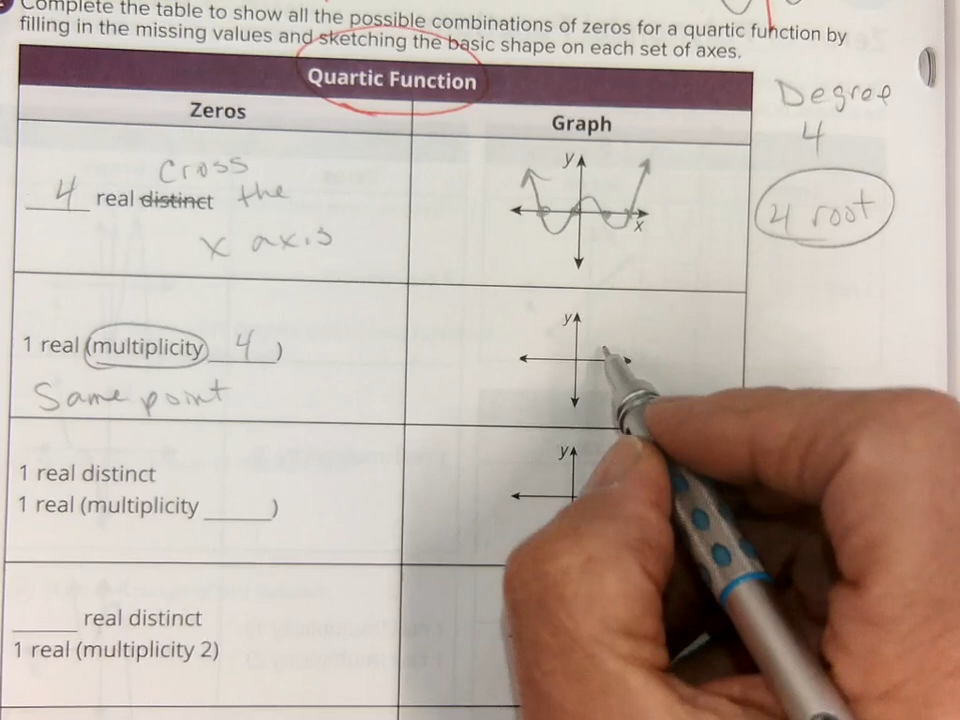 Complete the table to show all the possible combinations of zeros for a quartic function by
filling in the missing values and sketching the basic shape on each set of axes.
Quartic Function
Zeros
Graph
Cross
4 real distinct the
x axis
y
x
Degree
4
4 root
1 real (multiplicity 4)
Same point
y
1 real distinct
1 real (multiplicity _____)
y
_____ real distinct
1 real (multiplicity 2)